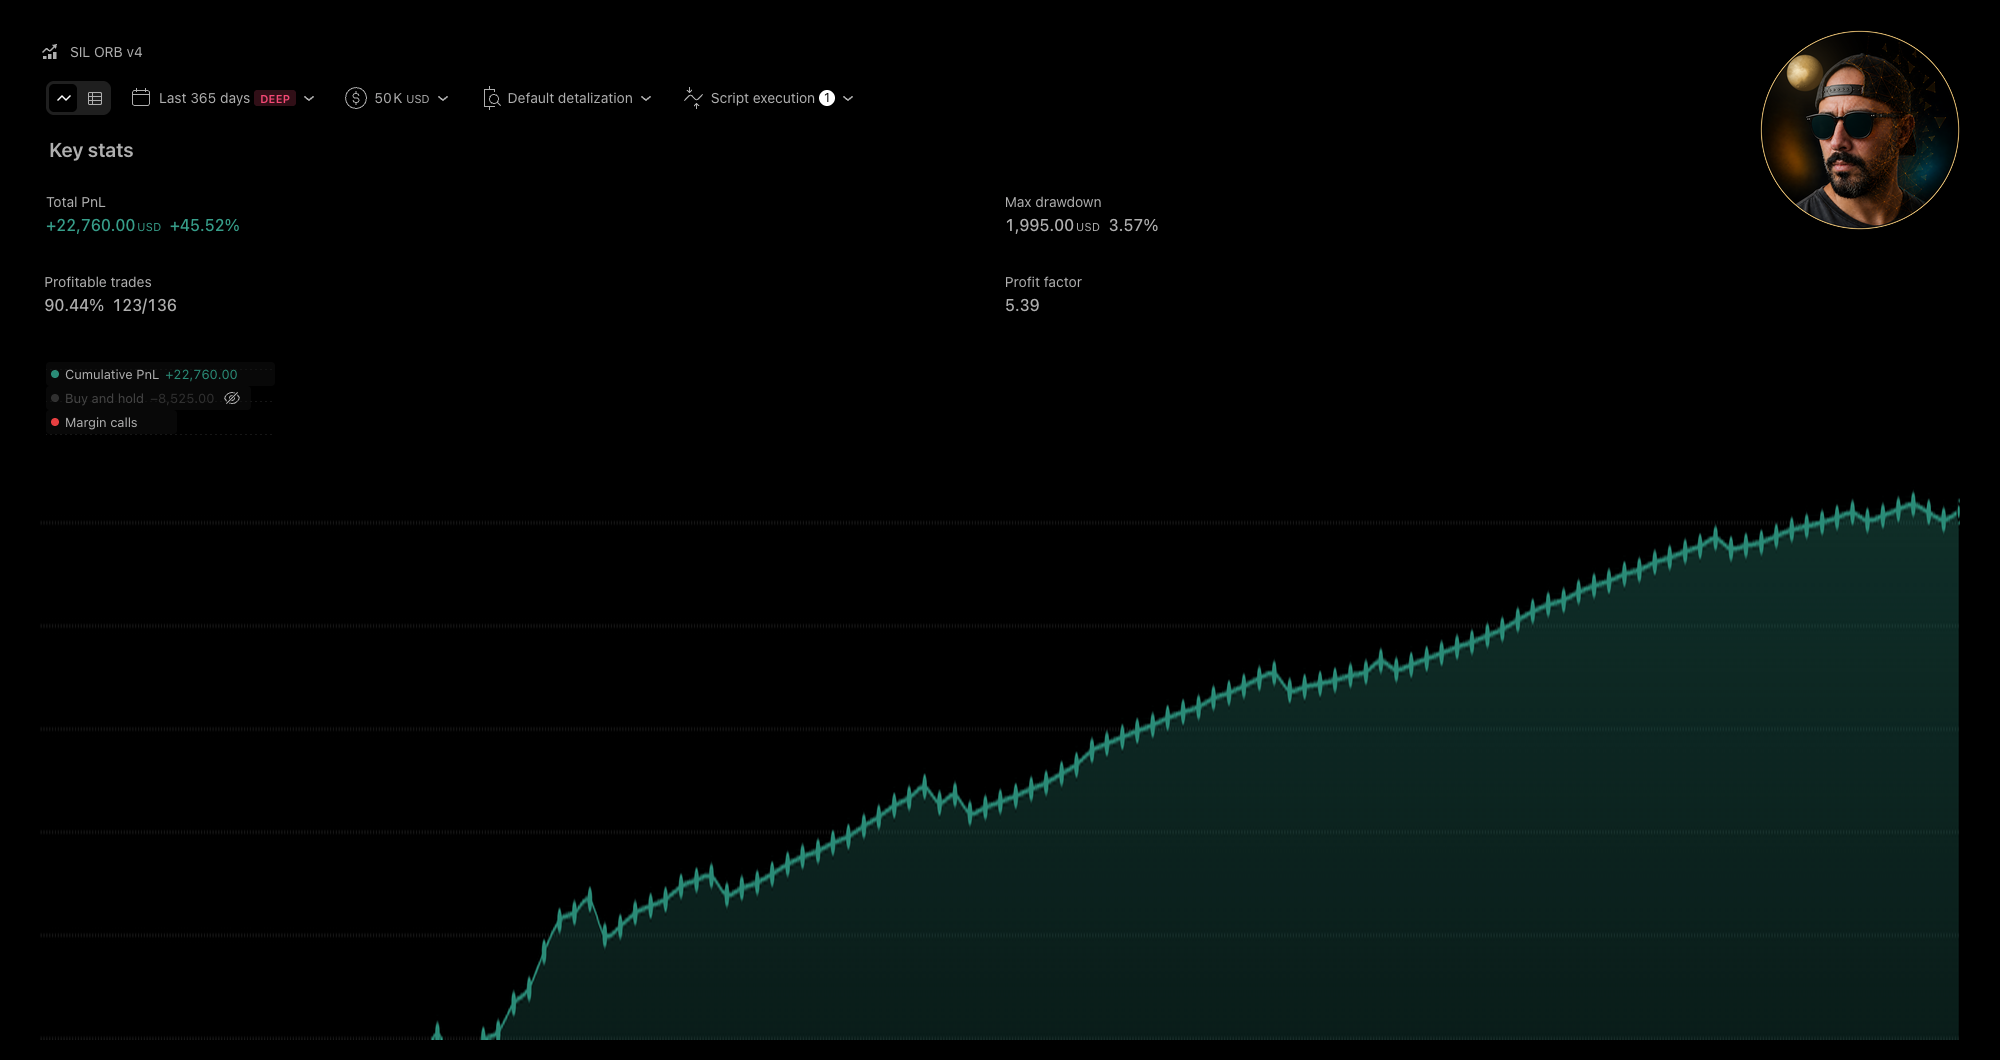 SIL ORB v4
Last 365 days DEEP
50K USD
Default detalization
Script execution 1
Key stats
Total PnL
+22,760.00 USD +45.52%
Max drawdown
1,995.00 USD 3.57%
Profitable trades
90.44% 123/136
Profit factor
5.39
Cumulative PnL +22,760.00
Buy and hold −8,525.00
Margin calls